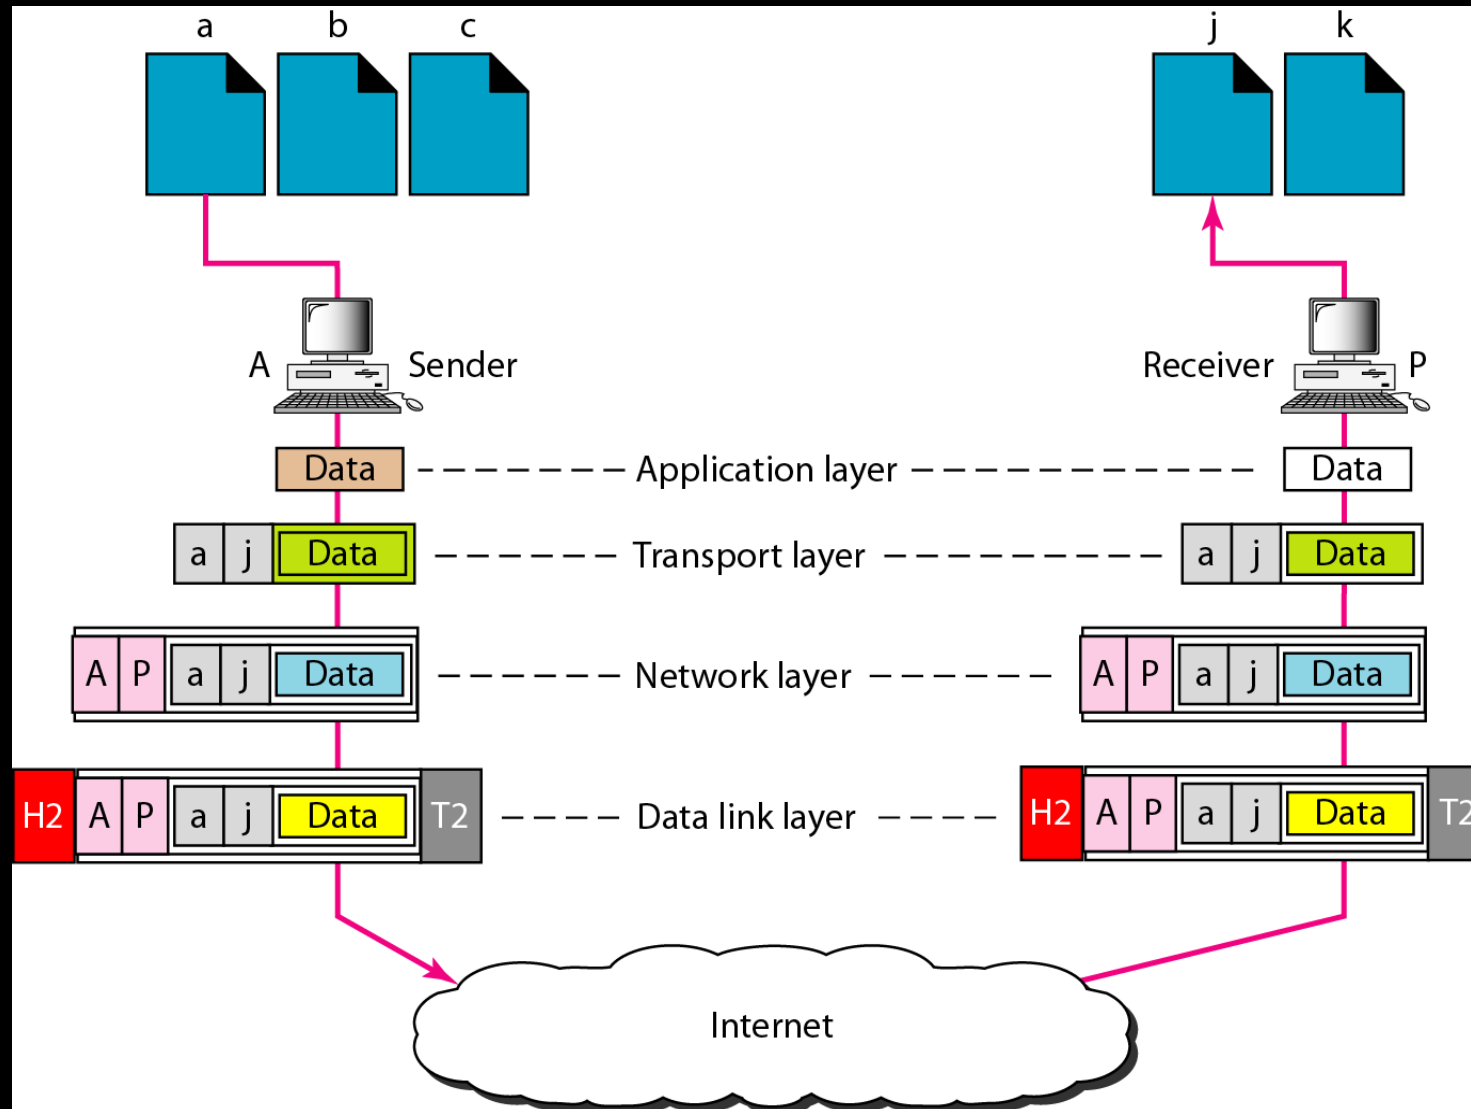 a b c j k
A Sender Receiver P
Data Application layer Data
a j Data Transport layer a j Data
A P a j Data Network layer A P a j Data
H2 A P a j Data T2 Data link layer H2 A P a j Data T2
Internet